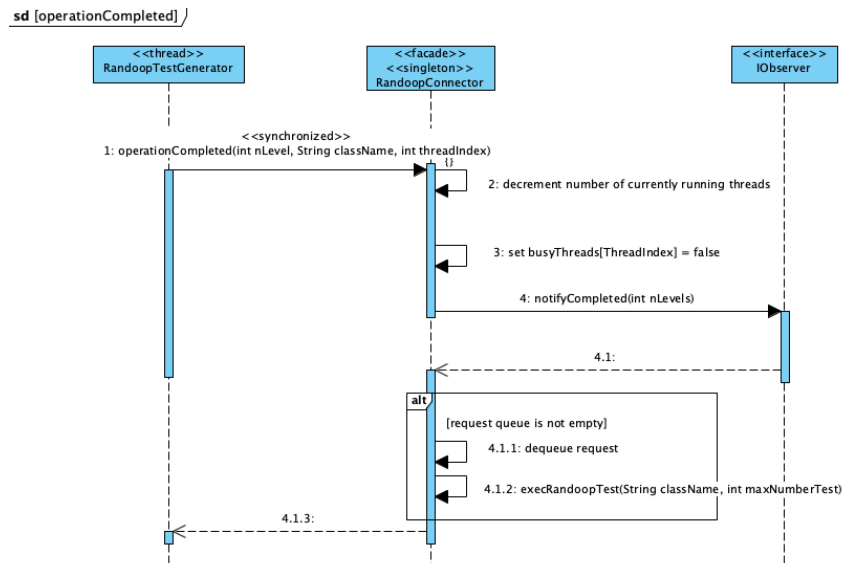 sd [operationCompleted]
<<thread>>
RandoopTestGenerator
<<facade>>
<<singleton>>
RandoopConnector
<<interface>>
IObserver
<<synchronized>>
1: operationCompleted(int nLevel, String className, int threadIndex)
{}
2: decrement number of currently running threads
3: set busyThreads[ThreadIndex] = false
4: notifyCompleted(int nLevels)
4.1:
alt
[request queue is not empty]
4.1.1: dequeue request
4.1.2: execRandoopTest(String className, int maxNumberTest)
4.1.3: